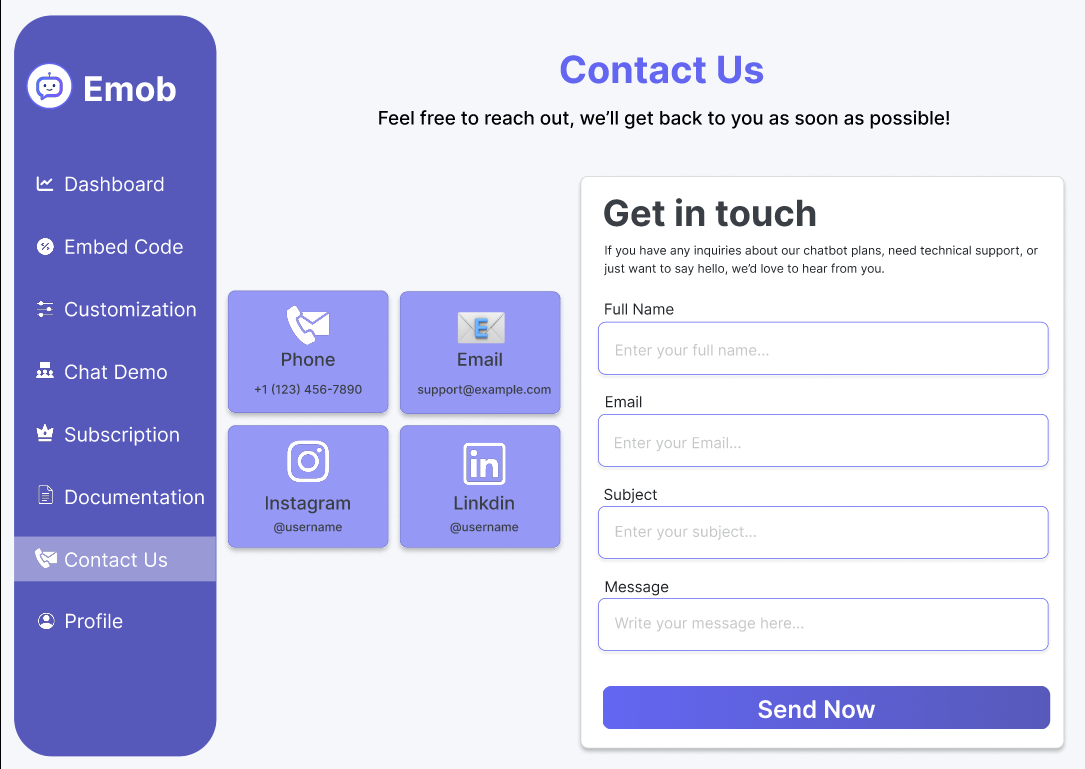 Emob
Dashboard
Embed Code
Customization
Chat Demo
Subscription
Documentation
Contact Us
Profile
Contact Us
Feel free to reach out, we’ll get back to you as soon as possible!
Phone
+1 (123) 456-7890
Email
support@example.com
Instagram
@username
Linkdin
@username
Get in touch
If you have any inquiries about our chatbot plans, need technical support, or
just want to say hello, we’d love to hear from you.
Full Name
Enter your full name...
Email
Enter your Email...
Subject
Enter your subject...
Message
Write your message here...
Send Now